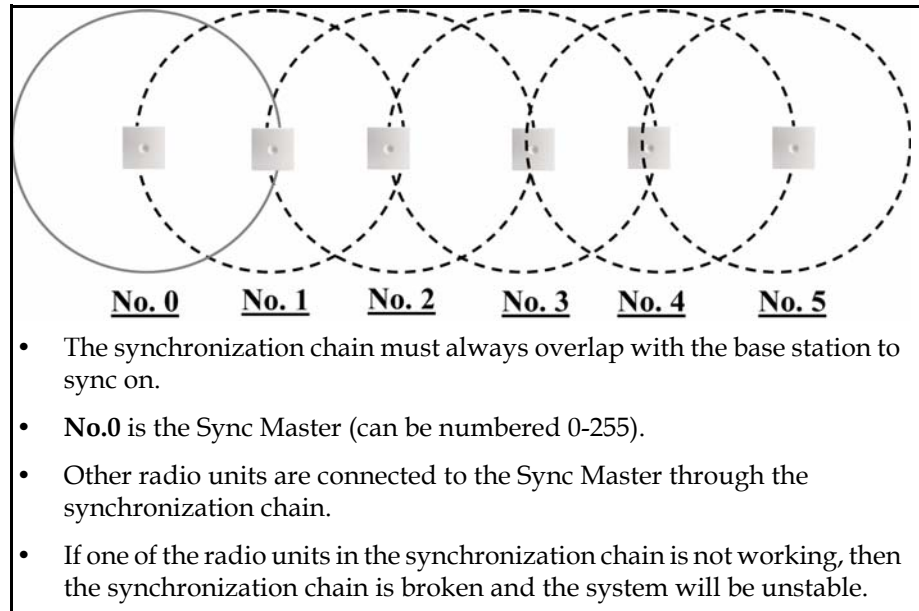 No. 0 No. 1 No. 2 No. 3 No. 4 No. 5
• The synchronization chain must always overlap with the base station to
sync on.
• No.0 is the Sync Master (can be numbered 0-255).
• Other radio units are connected to the Sync Master through the
synchronization chain.
• If one of the radio units in the synchronization chain is not working, then
the synchronization chain is broken and the system will be unstable.